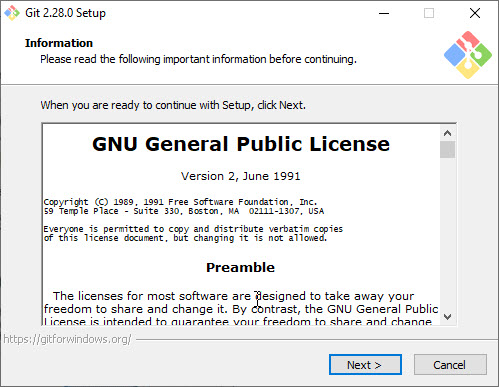 Git 2.28.0 Setup
Information
Please read the following important information before continuing.
When you are ready to continue with Setup, click Next.
GNU General Public License
Version 2, June 1991
Copyright (C) 1989, 1991 Free Software Foundation, Inc.
59 Temple Place - Suite 330, Boston, MA  02111-1307, USA
Everyone is permitted to copy and distribute verbatim copies
of this license document, but changing it is not allowed.
Preamble
The licenses for most software are designed to take away your
freedom to share and change it. By contrast, the GNU General Public
License is intended to guarantee your freedom to share and change
https://gitforwindows.org/
Next >
Cancel